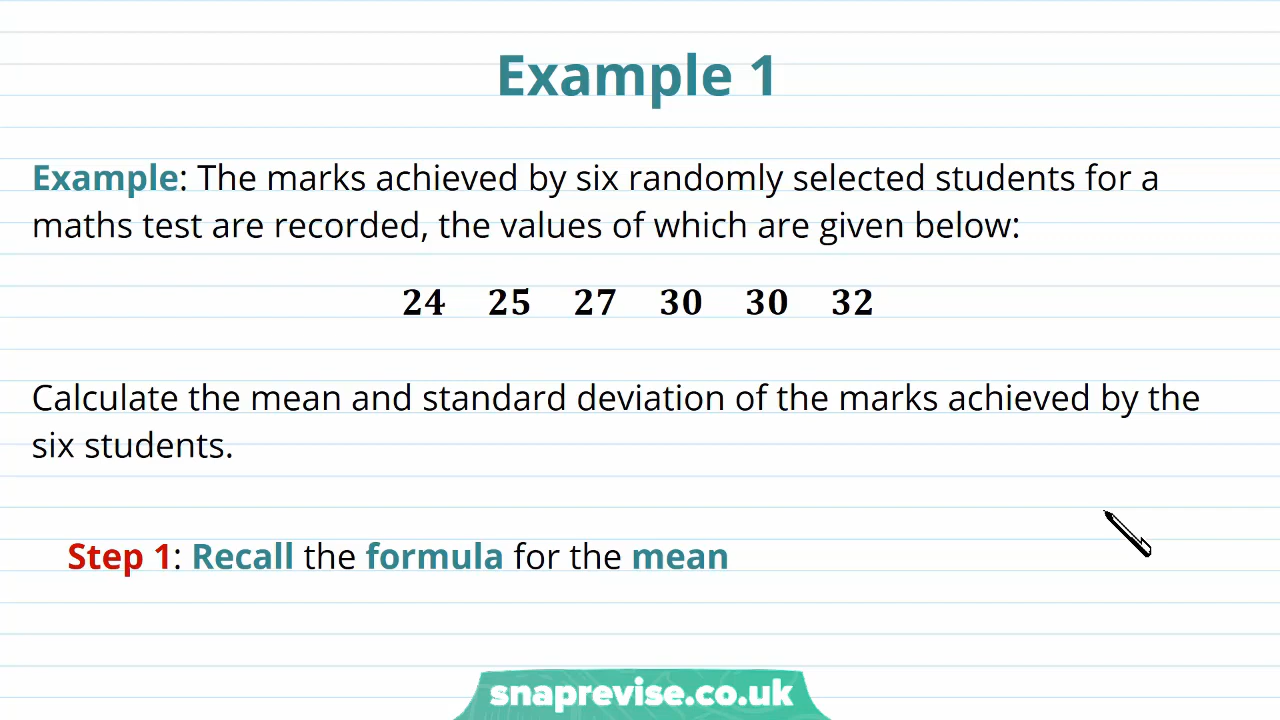 Example 1
Example: The marks achieved by six randomly selected students for a
maths test are recorded, the values of which are given below:
24 25 27 30 30 32
Calculate the mean and standard deviation of the marks achieved by the
six students.
Step 1: Recall the formula for the mean
snaprevise.co.uk